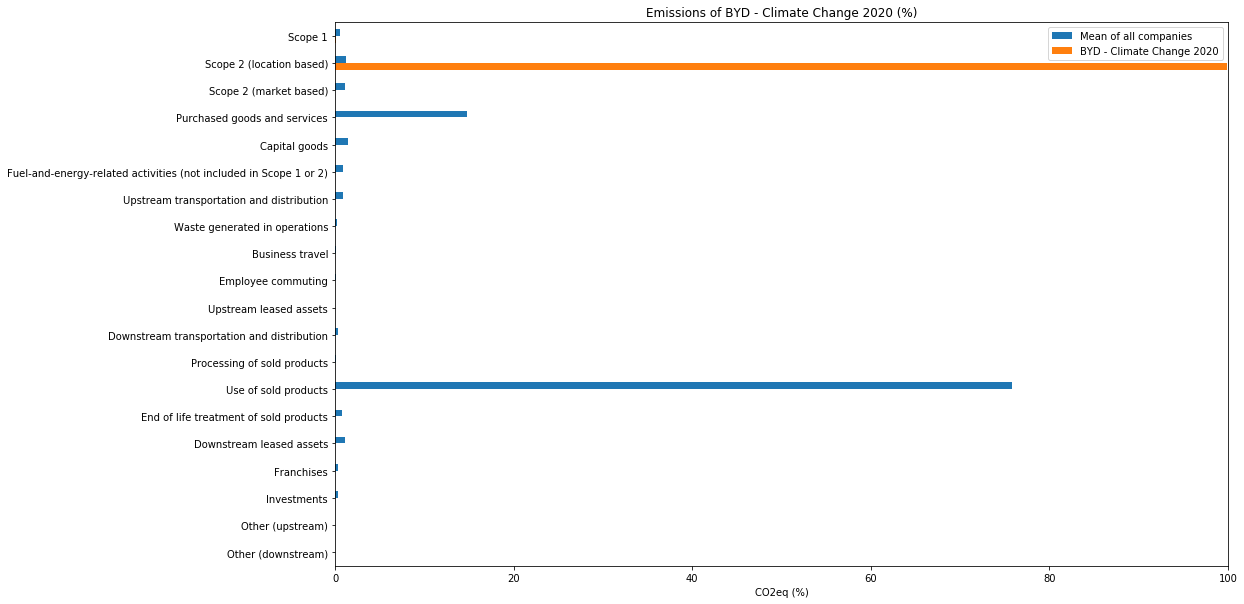 Emissions of BYD - Climate Change 2020 (%)
Mean of all companies
BYD - Climate Change 2020
Scope 1
Scope 2 (location based)
Scope 2 (market based)
Purchased goods and services
Capital goods
Fuel-and-energy-related activities (not included in Scope 1 or 2)
Upstream transportation and distribution
Waste generated in operations
Business travel
Employee commuting
Upstream leased assets
Downstream transportation and distribution
Processing of sold products
Use of sold products
End of life treatment of sold products
Downstream leased assets
Franchises
Investments
Other (upstream)
Other (downstream)
0 20 40 60 80 100
CO2eq (%)